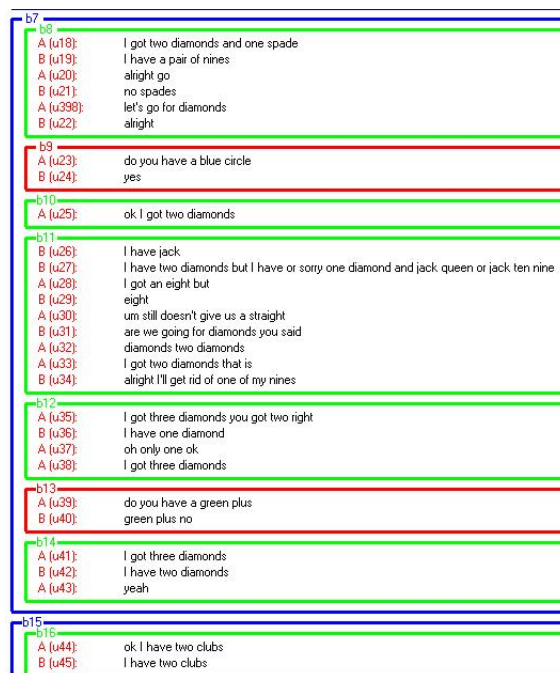 b7
b8
A (u18): I got two diamonds and one spade
B (u19): I have a pair of nines
A (u20): alright go
B (u21): no spades
A (u398): let's go for diamonds
B (u22): alright
b9
A (u23): do you have a blue circle
B (u24): yes
b10
A (u25): ok I got two diamonds
b11
B (u26): I have jack
B (u27): I have two diamonds but I have or sorry one diamond and jack queen or jack ten nine
A (u28): I got an eight but
B (u29): eight
A (u30): um still doesn't give us a straight
B (u31): are we going for diamonds you said
A (u32): diamonds two diamonds
A (u33): I got two diamonds that is
B (u34): alright I'll get rid of one of my nines
b12
A (u35): I got three diamonds you got two right
B (u36): I have one diamond
A (u37): oh only one ok
A (u38): I got three diamonds
b13
A (u39): do you have a green plus
B (u40): green plus no
b14
A (u41): I got three diamonds
B (u42): I have two diamonds
A (u43): yeah
b15
b16
A (u44): ok I have two clubs
B (u45): I have two clubs